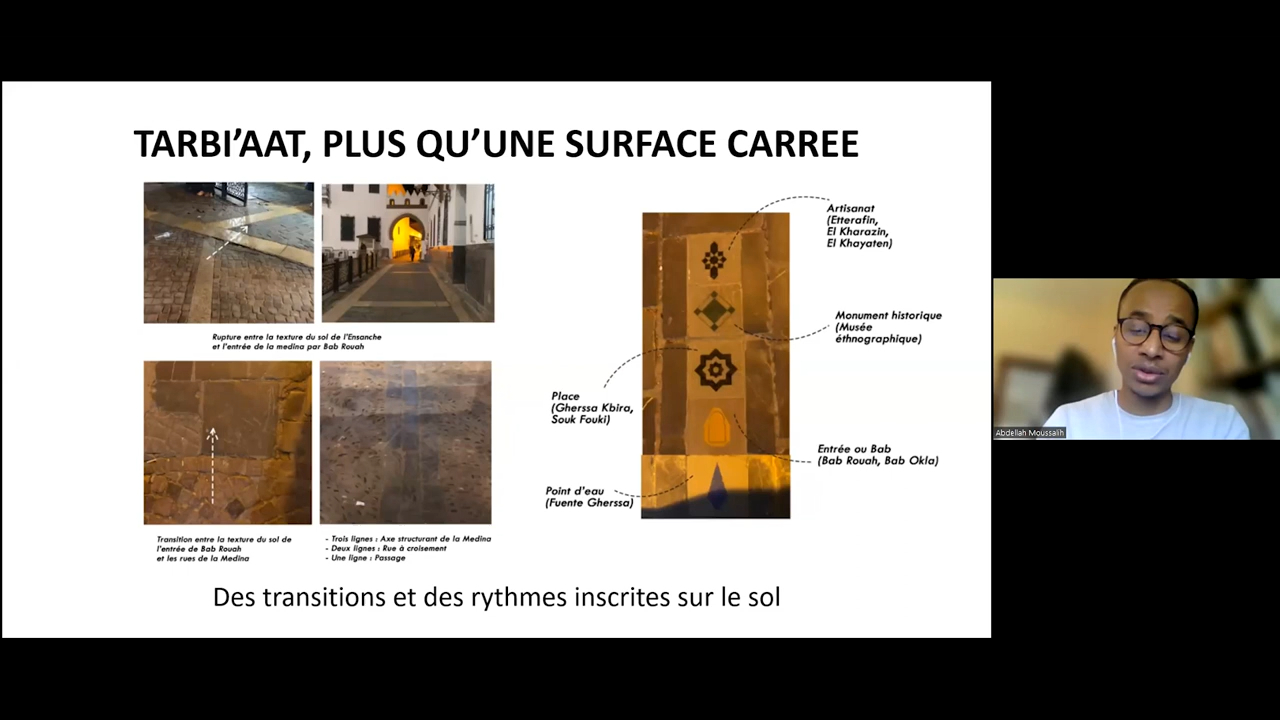 TARBI’AAT, PLUS QU’UNE SURFACE CARREE
Rupture entre la texture du sol de l'Ensanche
et l'entrée de la medina par Bab Rouah
Transition entre la texture du sol de
l'entrée de Bab Rouah
et les rues de la Medina
- Trois lignes : Axe structurant de la Medina
- Deux lignes : Rue à croisement
- Une ligne : Passage
Artisanat
(Etterafin,
El Kharazin,
El Khayaten)
Monument historique
(Musée
éthnographique)
Place
(Gherssa Kbira,
Souk Fouki)
Entrée ou Bab
(Bab Rouah, Bab Okla)
Point d'eau
(Fuente Gherssa)
Des transitions et des rythmes inscrites sur le sol
Abdellah Moussalih